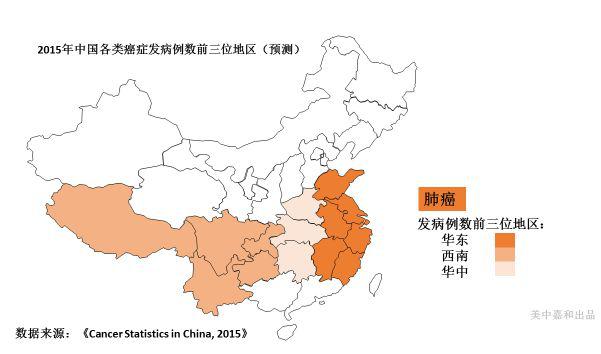 2015年中国各类癌症发病例数前三位地区（预测）
肺癌
发病例数前三位地区：
华东
西南
华中
美中嘉和出品
数据来源：《Cancer Statistics in China, 2015》